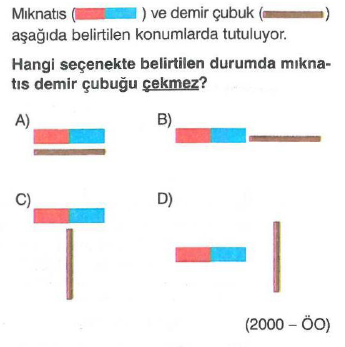 Mıknatıs ( ) ve demir çubuk ( )
aşağıda belirtilen konumlarda tutuluyor.
Hangi seçenekte belirtilen durumda mıkna-
tıs demir çubuğu çekmez?
A) B)
C) D)
(2000 – ÖO)